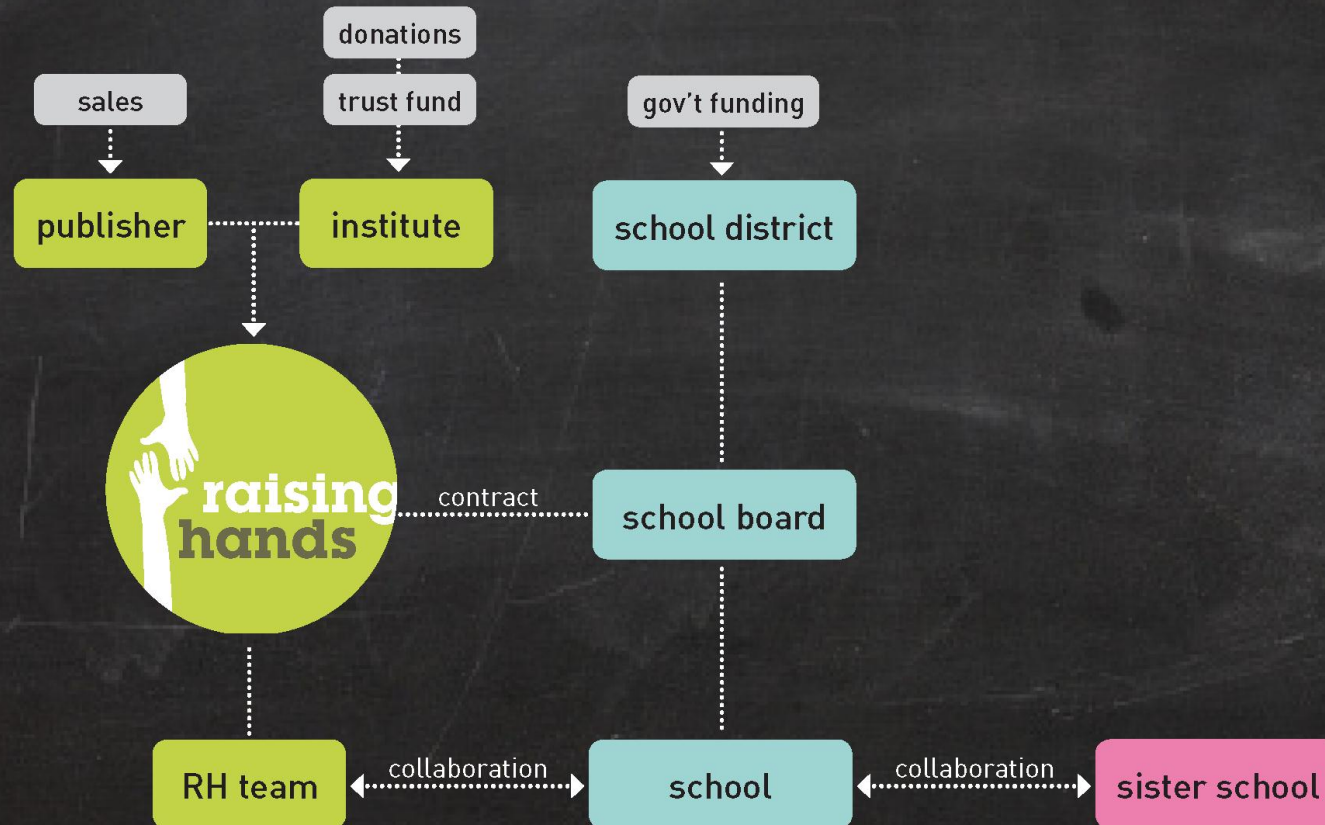 donations
sales
trust fund
gov't funding
publisher
institute
school district
raising
hands
contract
school board
RH team
collaboration
school
collaboration
sister school